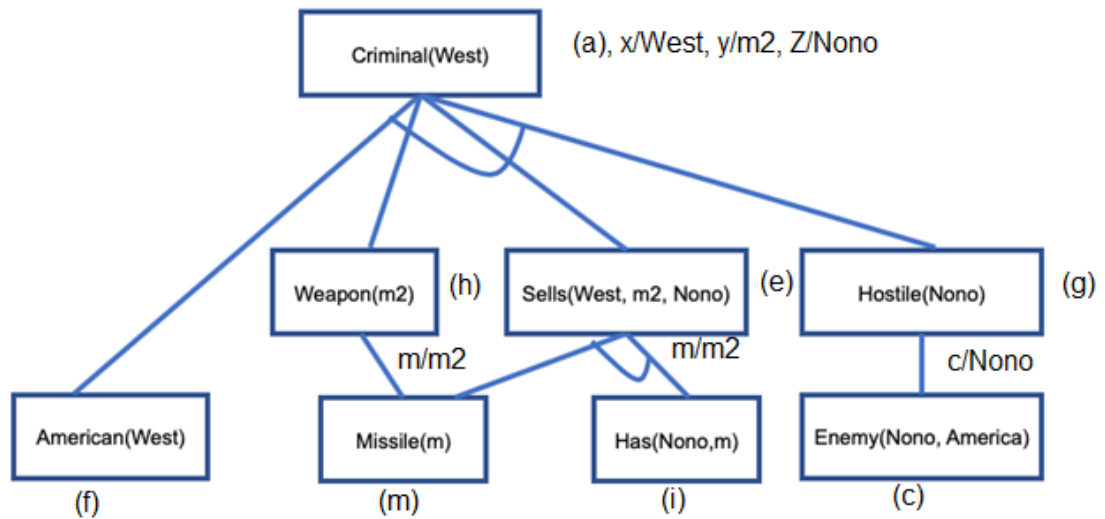 Criminal(West)
(a), x/West, y/m2, Z/Nono
Weapon(m2)
(h)
Sells(West, m2, Nono)
(e)
Hostile(Nono)
(g)
m/m2
m/m2
c/Nono
American(West)
Missile(m)
Has(Nono,m)
Enemy(Nono, America)
(f)
(m)
(i)
(c)